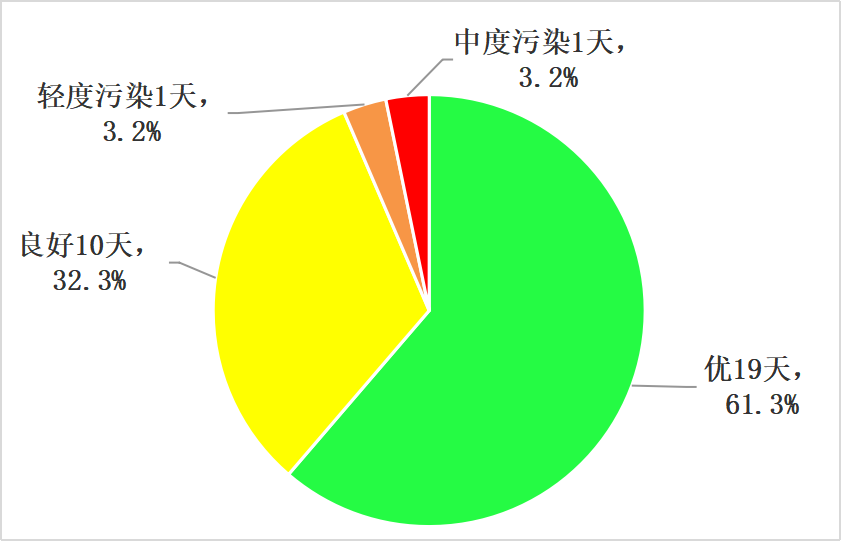 中度污染1天，
3.2%
轻度污染1天，
3.2%
良好10天，
32.3%
优19天，
61.3%